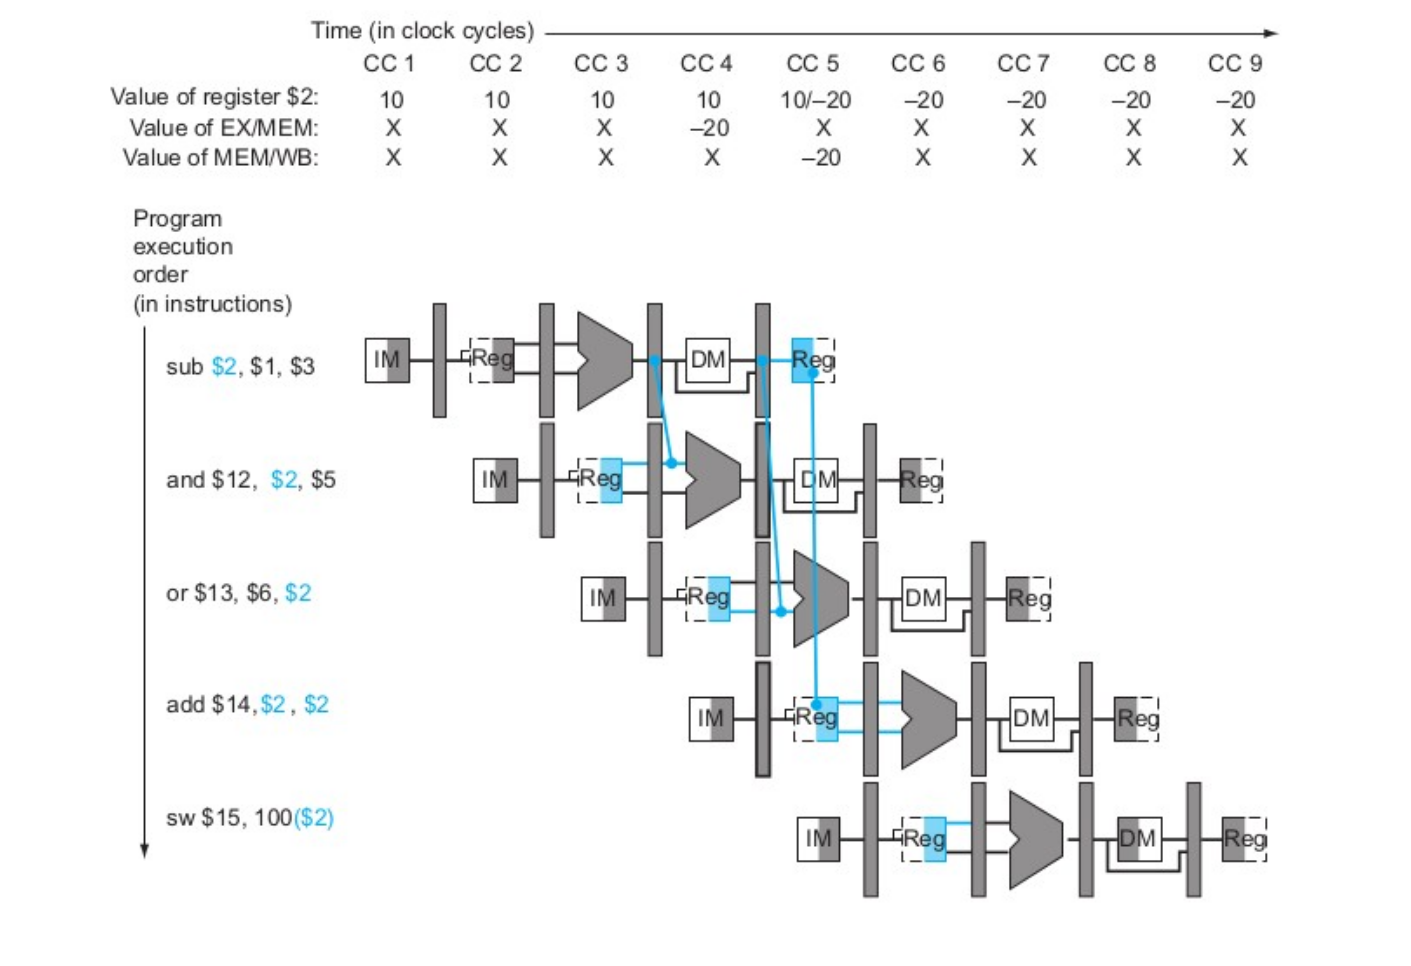 Time (in clock cycles)
CC 1 CC 2 CC 3 CC 4 CC 5 CC 6 CC 7 CC 8 CC 9
Value of register $2: 10 10 10 10 10/–20 –20 –20 –20 –20
Value of EX/MEM: X X X –20 X X X X X
Value of MEM/WB: X X X X –20 X X X X
Program
execution
order
(in instructions)
sub $2, $1, $3
IM Reg DM Reg
and $12, $2, $5
IM Reg DM Reg
or $13, $6, $2
IM Reg DM Reg
add $14,$2 , $2
IM Reg DM Reg
sw $15, 100($2)
IM Reg DM Reg